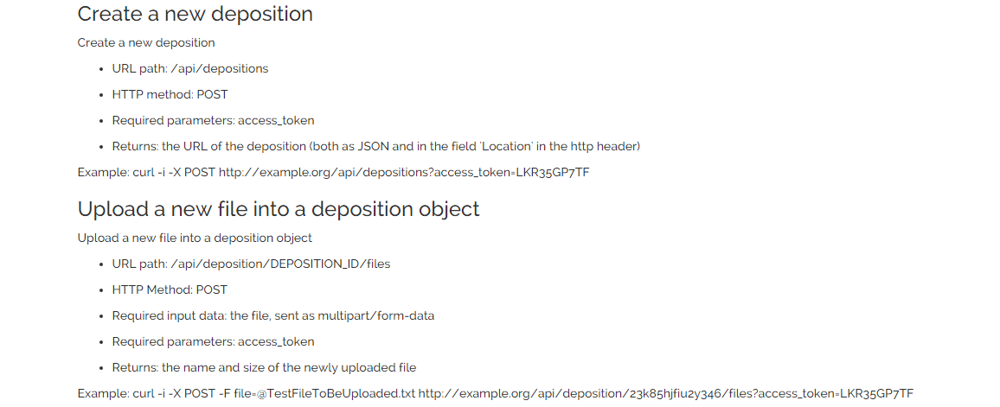 Create a new deposition
Create a new deposition
• URL path: /api/depositions
• HTTP method: POST
• Required parameters: access_token
• Returns: the URL of the deposition (both as JSON and in the field 'Location' in the http header)
Example: curl -i -X POST http://example.org/api/depositions?access_token=LKR35GP7TF
Upload a new file into a deposition object
Upload a new file into a deposition object
• URL path: /api/deposition/DEPOSITION_ID/files
• HTTP Method: POST
• Required input data: the file, sent as multipart/form-data
• Required parameters: access_token
• Returns: the name and size of the newly uploaded file
Example: curl -i -X POST -F file=@TestFileToBeUploaded.txt http://example.org/api/deposition/23k85hjfiu2y346/files?access_token=LKR35GP7TF